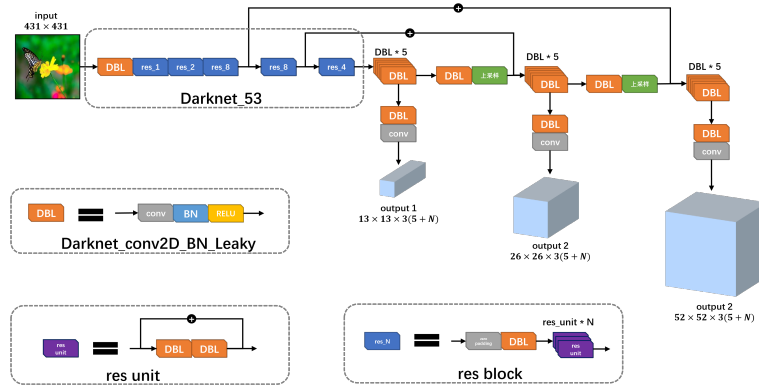 input
431 × 431
DBL
res_1
res_2
res_8
res_8
res_4
Darknet_53
DBL * 5
DBL
DBL
上采样
DBL * 5
DBL
DBL
上采样
DBL * 5
DBL
DBL
conv
DBL
conv
DBL
conv
output 1
13 × 13 × 3(5 + N)
output 2
26 × 26 × 3(5 + N)
output 2
52 × 52 × 3(5 + N)
DBL
conv
BN
RELU
Darknet_conv2D_BN_Leaky
res
unit
DBL
DBL
res unit
res_N
padding
DBL
res_unit * N
res
unit
res block